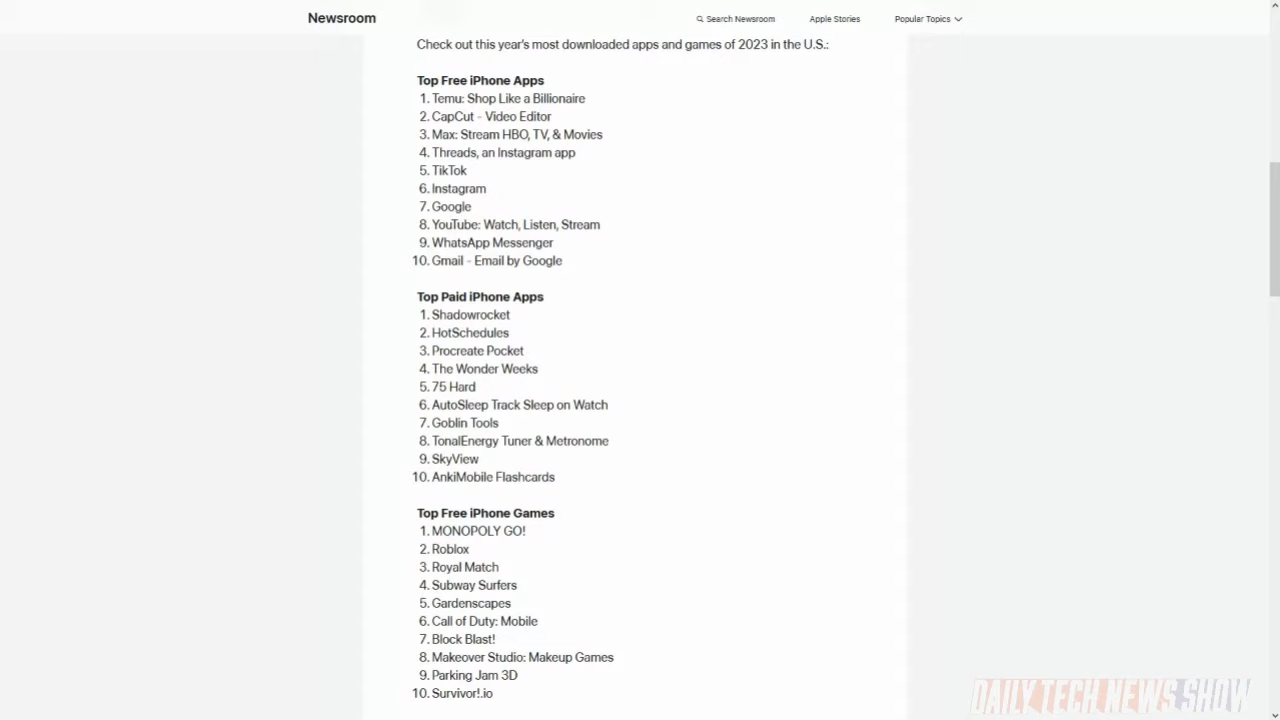 Newsroom
Search Newsroom
Apple Stories
Popular Topics
Check out this year's most downloaded apps and games of 2023 in the U.S.:
Top Free iPhone Apps
1. Temu: Shop Like a Billionaire
2. CapCut - Video Editor
3. Max: Stream HBO, TV, & Movies
4. Threads, an Instagram app
5. TikTok
6. Instagram
7. Google
8. YouTube: Watch, Listen, Stream
9. WhatsApp Messenger
10. Gmail - Email by Google
Top Paid iPhone Apps
1. Shadowrocket
2. HotSchedules
3. Procreate Pocket
4. The Wonder Weeks
5. 75 Hard
6. AutoSleep Track Sleep on Watch
7. Goblin Tools
8. TonalEnergy Tuner & Metronome
9. SkyView
10. AnkiMobile Flashcards
Top Free iPhone Games
1. MONOPOLY GO!
2. Roblox
3. Royal Match
4. Subway Surfers
5. Gardenscapes
6. Call of Duty: Mobile
7. Block Blast!
8. Makeover Studio: Makeup Games
9. Parking Jam 3D
10. Survivor!.io
DAILY TECH NEWS SHOW